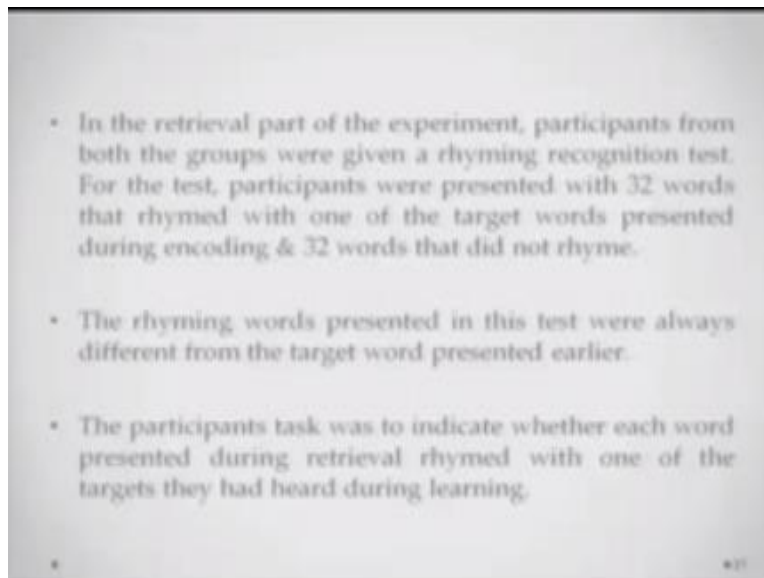 • In the retrieval part of the experiment, participants from
both the groups were given a rhyming recognition test.
For the test, participants were presented with 32 words
that rhymed with one of the target words presented
during encoding & 32 words that did not rhyme.
• The rhyming words presented in this test were always
different from the target word presented earlier.
• The participants task was to indicate whether each word
presented during retrieval rhymed with one of the
targets they had heard during learning.